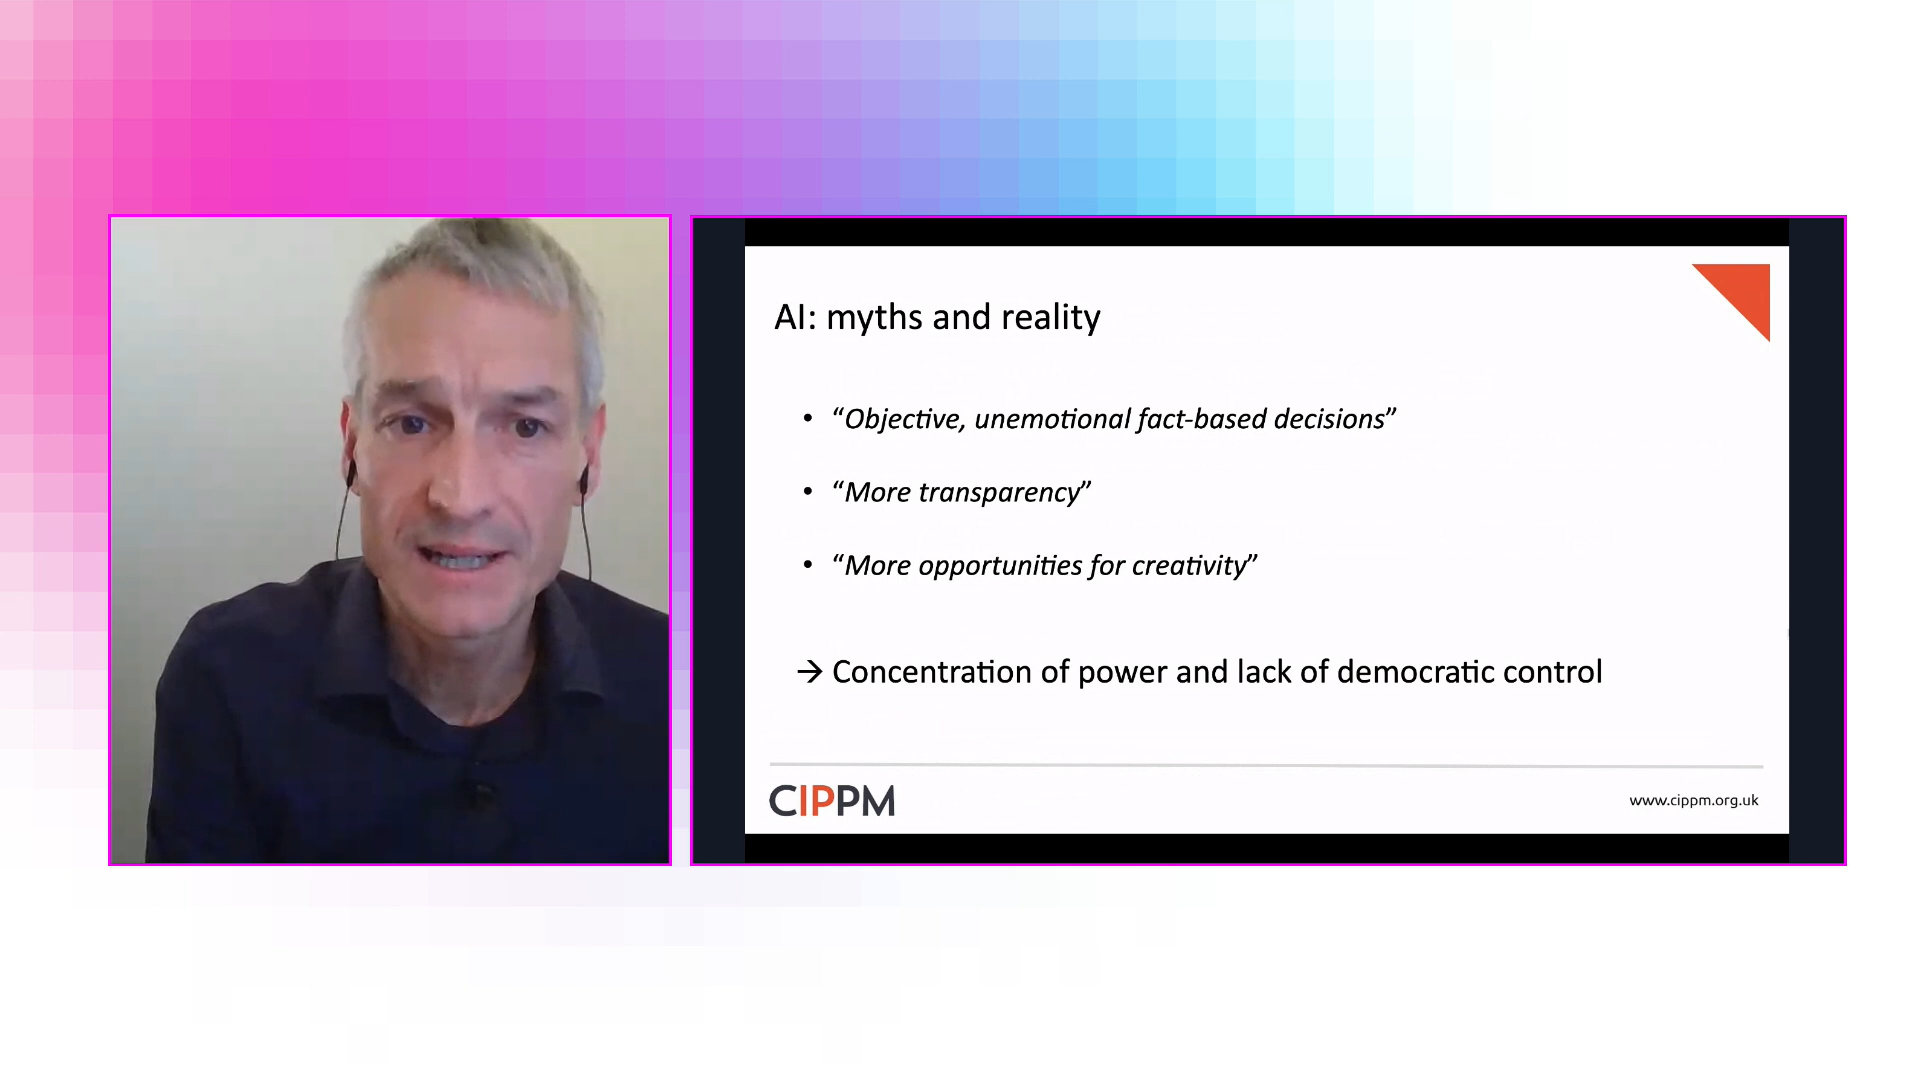 AI: myths and reality
• “Objective, unemotional fact-based decisions”
• “More transparency”
• “More opportunities for creativity”
→ Concentration of power and lack of democratic control
CIPPM
www.cippm.org.uk